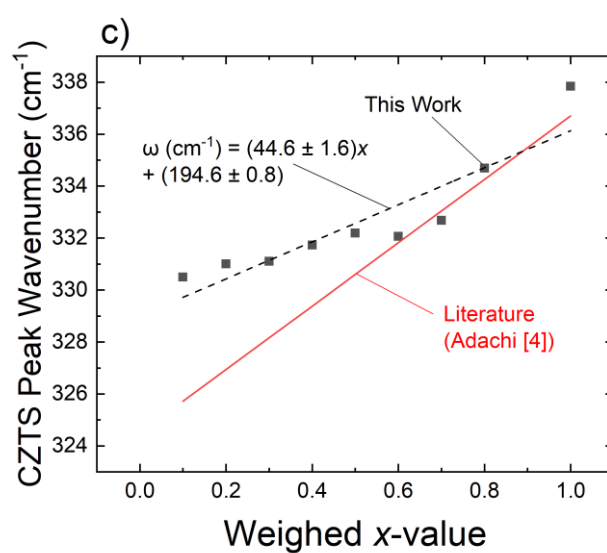 c)
CZTS Peak Wavenumber (cm-1)
338
336
334
332
330
328
326
324
This Work
ω (cm-1) = (44.6 ± 1.6)x
+ (194.6 ± 0.8)
Literature
(Adachi [4])
0.0 0.2 0.4 0.6 0.8 1.0
Weighed x-value